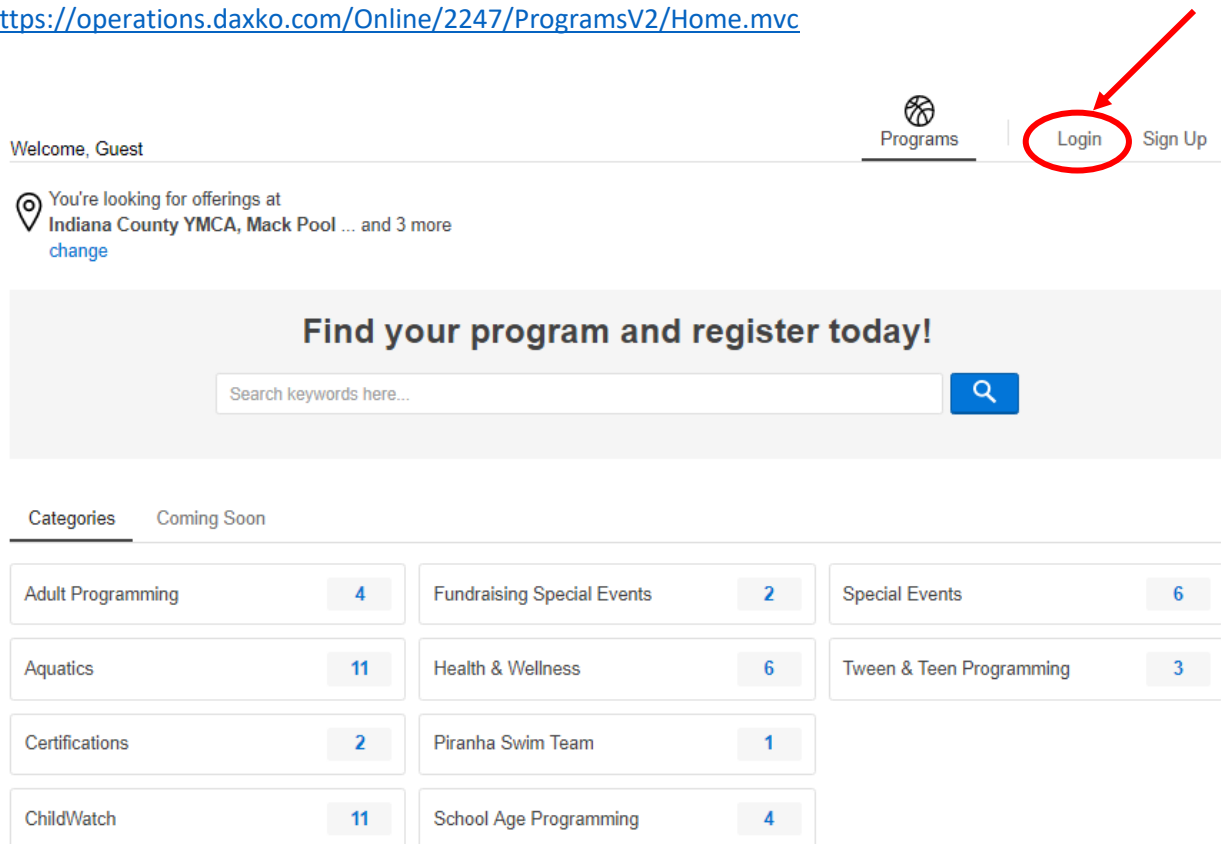 ttps://operations.daxko.com/Online/2247/ProgramsV2/Home.mvc
Programs
Login
Sign Up
Welcome, Guest
You're looking for offerings at
Indiana County YMCA, Mack Pool ... and 3 more
change
Find your program and register today!
Search keywords here...
Categories Coming Soon
Adult Programming 4 Fundraising Special Events 2 Special Events 6
Aquatics 11 Health & Wellness 6 Tween & Teen Programming 3
Certifications 2 Piranha Swim Team 1
ChildWatch 11 School Age Programming 4